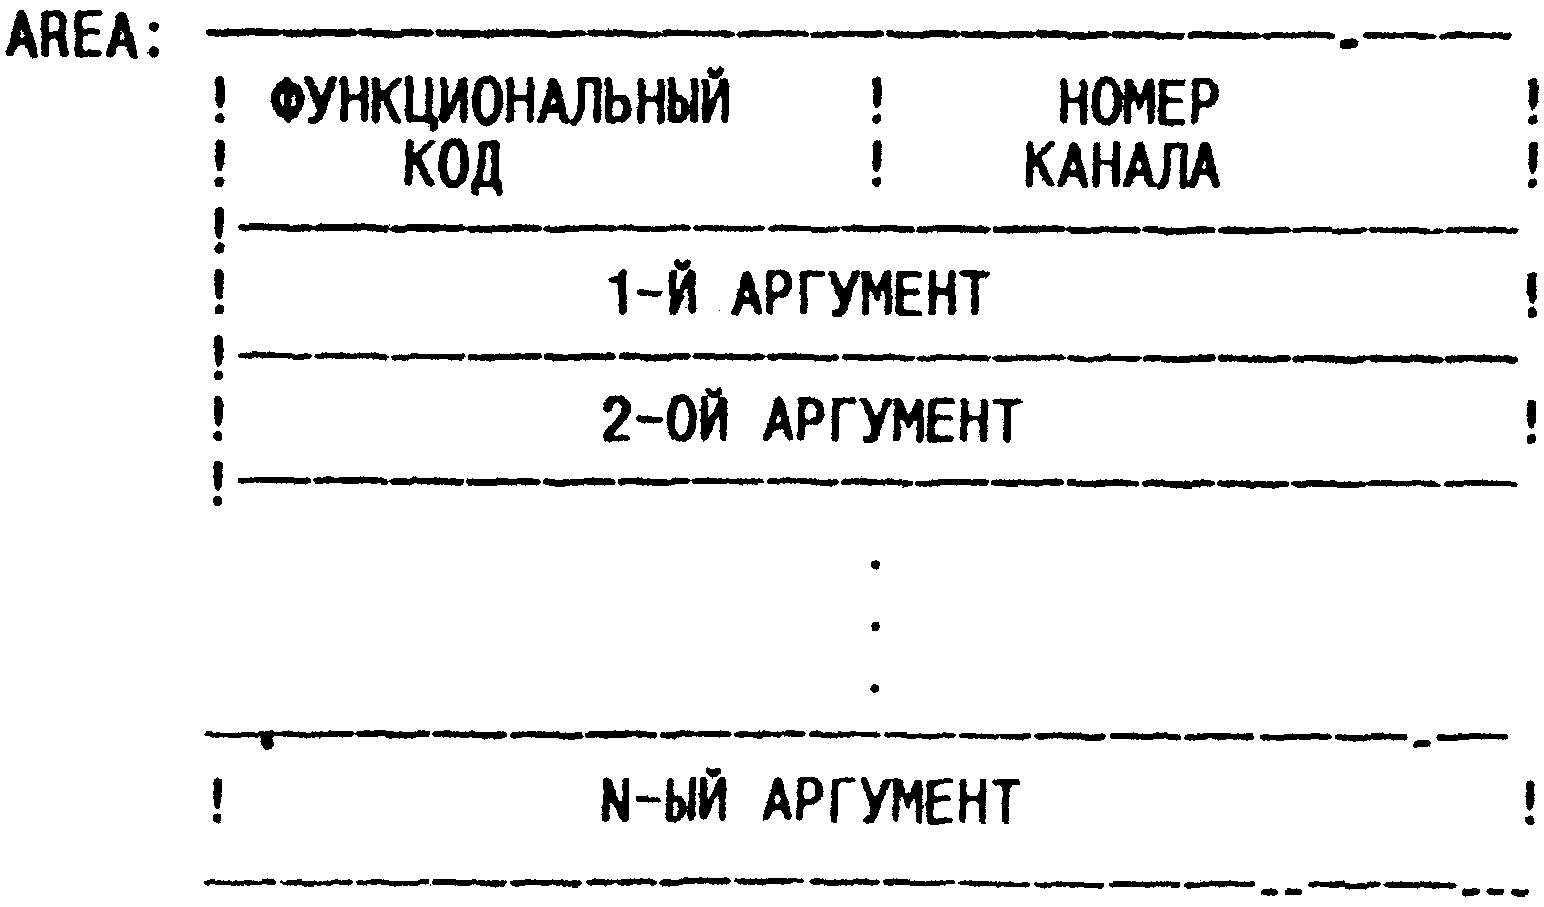 AREA:
! ФУНКЦИОНАЛЬНЫЙ ! НОМЕР !
! КОД ! КАНАЛА !
!
! 1-Й АРГУМЕНТ !
!
! 2-ОЙ АРГУМЕНТ !
!
.
.
.
! N-ЫЙ АРГУМЕНТ !